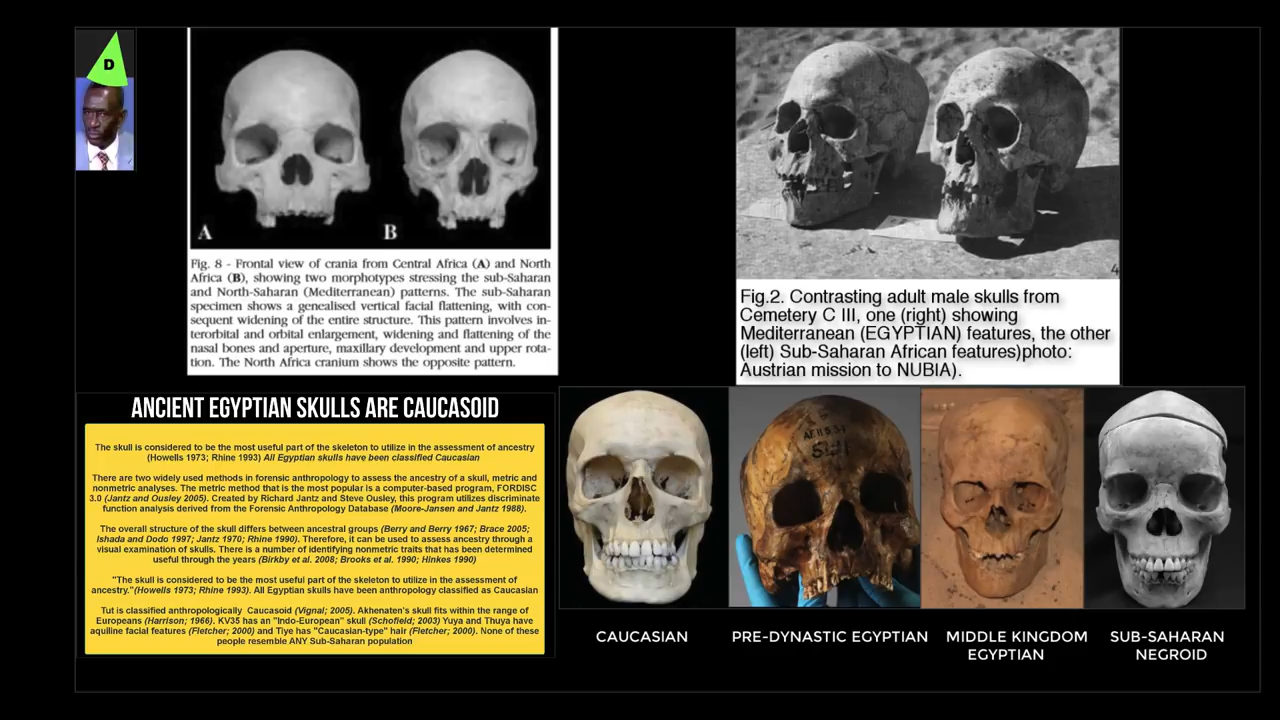 D
A
B
Fig. 8 - Frontal view of crania from Central Africa (A) and North
Africa (B), showing two morphotypes stressing the sub-Saharan
and North-Saharan (Mediterranean) patterns. The sub-Saharan
specimen shows a genealised vertical facial flattening, with con-
sequent widening of the entire structure. This pattern involves in-
terorbital and orbital enlargement, widening and flattening of the
nasal bones and aperture, maxillary development and upper rota-
tion. The North Africa cranium shows the opposite pattern.
4
Fig.2. Contrasting adult male skulls from
Cemetery C III, one (right) showing
Mediterranean (EGYPTIAN) features, the other
(left) Sub-Saharan African features)photo:
Austrian mission to NUBIA).
ANCIENT EGYPTIAN SKULLS ARE CAUCASOID
The skull is considered to be the most useful part of the skeleton to utilize in the assessment of ancestry
(Howells 1973; Rhine 1993) All Egyptian skulls have been classified Caucasian
There are two widely used methods in forensic anthropology to assess the ancestry of a skull, metric and
nonmetric analyses. The metric method that is the most popular is a computer-based program, FORDISC
3.0 (Jantz and Ousley 2005). Created by Richard Jantz and Steve Ousley, this program utilizes discriminate
function analysis derived from the Forensic Anthropology Database (Moore-Jansen and Jantz 1988).
The overall structure of the skull differs between ancestral groups (Berry and Berry 1967; Brace 2005;
Ishada and Dodo 1997; Jantz 1970; Rhine 1990). Therefore, it can be used to assess ancestry through a
visual examination of skulls. There is a number of identifying nonmetric traits that has been determined
useful through the years (Birkby et al. 2008; Brooks et al. 1990; Hinkes 1990)
"The skull is considered to be the most useful part of the skeleton to utilize in the assessment of
ancestry."(Howells 1973; Rhine 1993). All Egyptian skulls have been anthropology classified as Caucasian
Tut is classified anthropologically Caucasoid (Vignal; 2005). Akhenaten's skull fits within the range of
Europeans (Harrison; 1966). KV35 has an "Indo-European" skull (Schofield; 2003) Yuya and Thuya have
aquiline facial features (Fletcher; 2000) and Tiye has "Caucasian-type" hair (Fletcher; 2000). None of these
people resemble ANY Sub-Saharan population
CAUCASIAN
PRE-DYNASTIC EGYPTIAN
MIDDLE KINGDOM
EGYPTIAN
SUB-SAHARAN
NEGROID